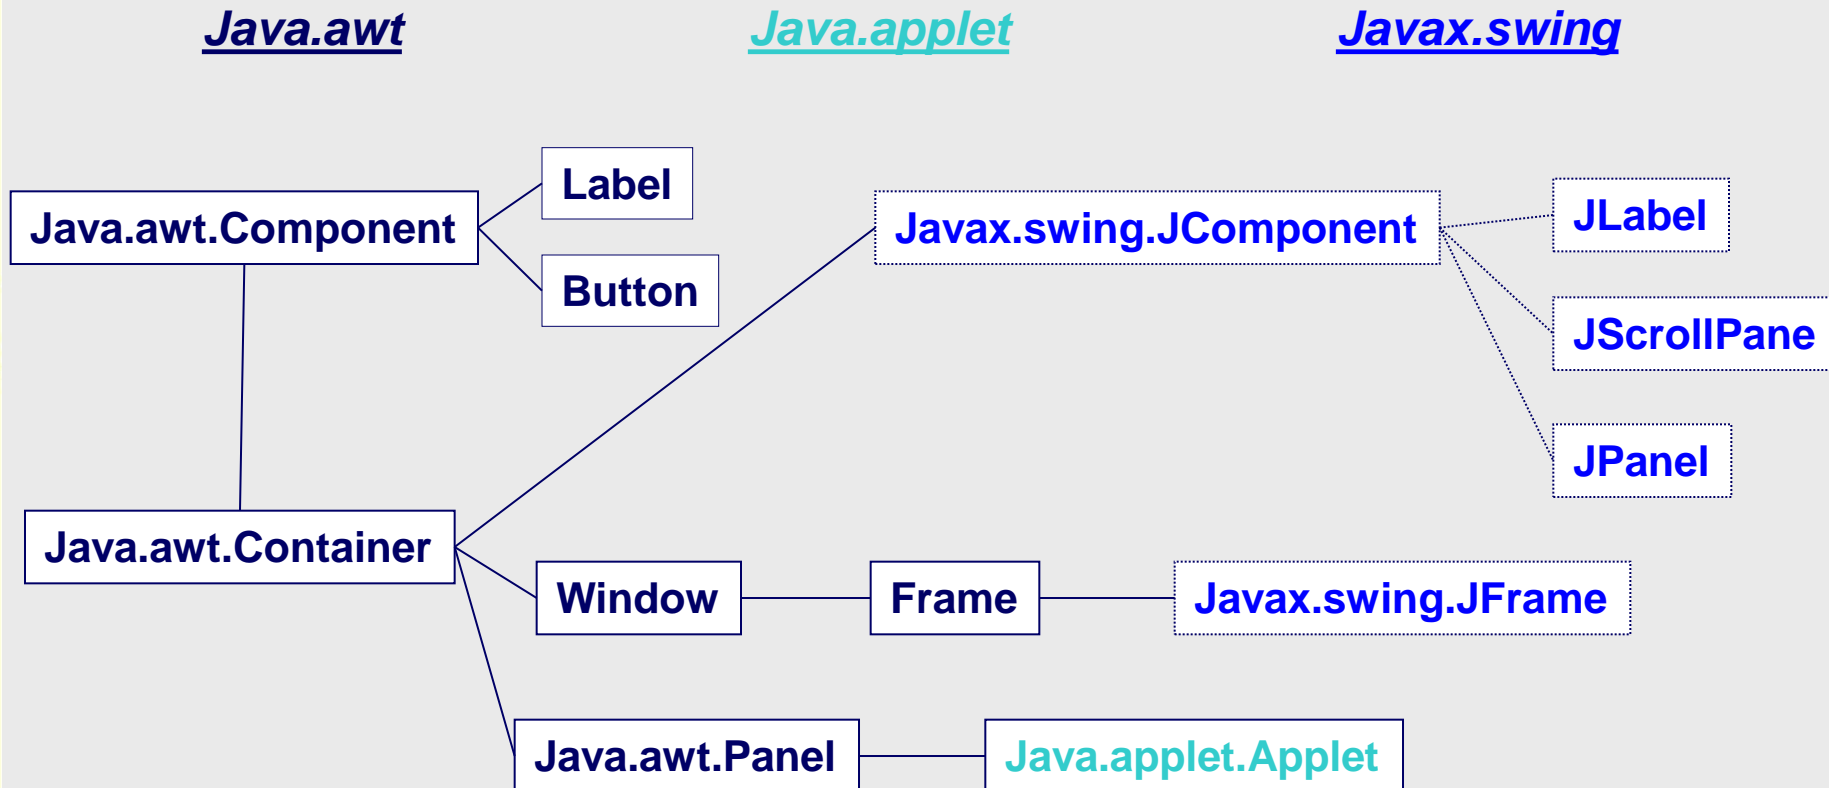 Java.awt
Java.applet
Javax.swing
Label
Java.awt.Component
Javax.swing.JComponent
JLabel
Button
JScrollPane
JPanel
Java.awt.Container
Window
Frame
Javax.swing.JFrame
Java.awt.Panel
Java.applet.Applet